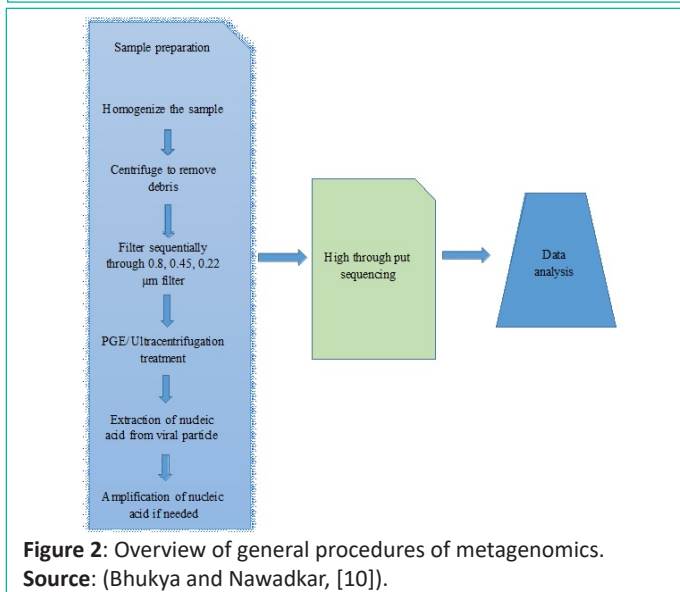 Sample preparation
Homogenize the sample
Centrifuge to remove
debris
Filter sequentially
through 0.8, 0.45, 0.22
µm filter
PGE/Ultracentrifugation
treatment
Extraction of nucleic
acid from viral particle
Amplification of nucleic
acid if needed
High through put
sequencing
Data
analysis
Figure 2: Overview of general procedures of metagenomics.
Source: (Bhukya and Nawadkar, [10]).